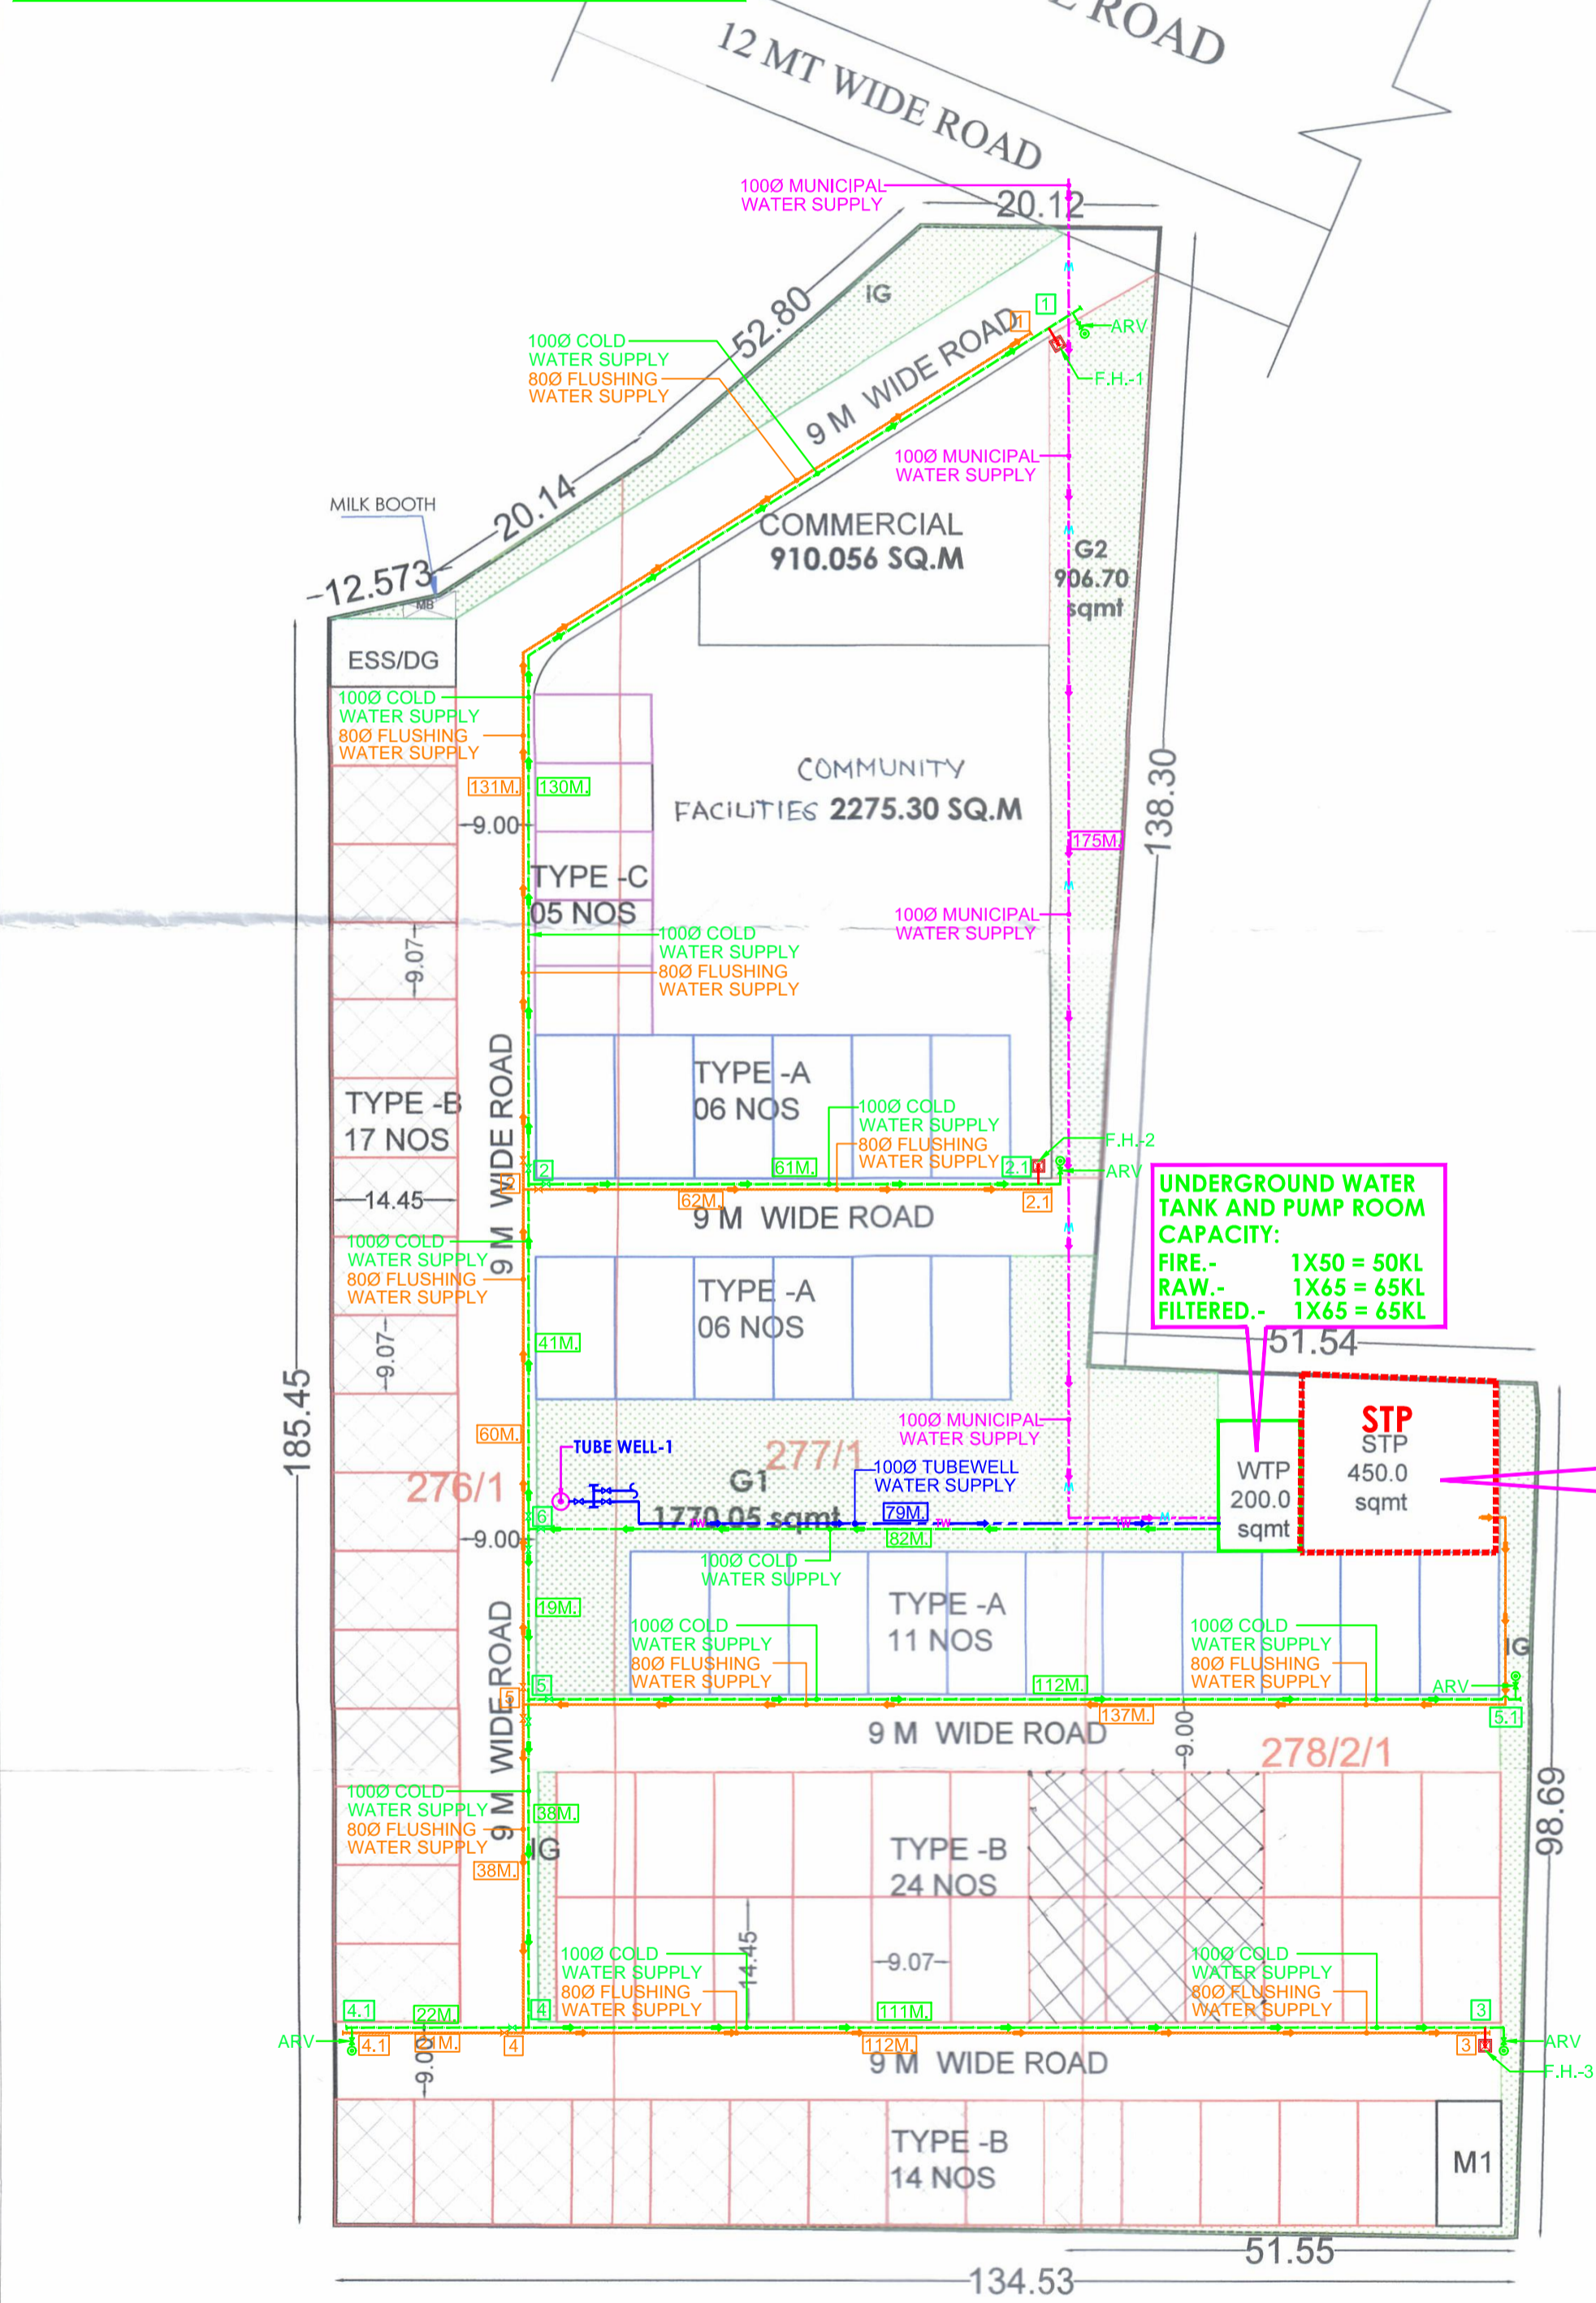 E ROAD
12 MT WIDE ROAD
100Ø MUNICIPAL
WATER SUPPLY
20.12
M
IG
52.80
1
1
9 M WIDE ROAD
ARV
F.H.-1
100Ø COLD
WATER SUPPLY
80Ø FLUSHING
WATER SUPPLY
100Ø MUNICIPAL
WATER SUPPLY
MILK BOOTH
20.14
COMMERCIAL
910.056 SQ.M
M
G2
906.70
sqmt
12.573
MB
ESS/DG
100Ø COLD
WATER SUPPLY
80Ø FLUSHING
WATER SUPPLY
131M.
130M.
9.00
COMMUNITY
FACILITIES 2275.30 SQ.M
138.30
175M.
TYPE -C
05 NOS
M
100Ø MUNICIPAL
WATER SUPPLY
9.07
100Ø COLD
WATER SUPPLY
80Ø FLUSHING
WATER SUPPLY
9 M WIDE ROAD
TYPE -A
06 NOS
TYPE -B
17 NOS
100Ø COLD
WATER SUPPLY
80Ø FLUSHING
WATER SUPPLY
F.H.-2
ARV
2
61M.
2.1
2
62M.
2.1
14.45
9 M WIDE ROAD
M
UNDERGROUND WATER
TANK AND PUMP ROOM
CAPACITY:
FIRE.- 1X50 = 50KL
RAW.- 1X65 = 65KL
FILTERED.- 1X65 = 65KL
100Ø COLD
WATER SUPPLY
80Ø FLUSHING
WATER SUPPLY
TYPE -A
06 NOS
41M.
9.07
51.54
185.45
100Ø MUNICIPAL
WATER SUPPLY
60M.
TUBE WELL-1
277/1
276/1
G1
1770.05 sqmt
100Ø TUBEWELL
WATER SUPPLY
M
STP
STP
450.0
sqmt
WTP
200.0
sqmt
6
TW
79M.
TW
TW
M
82M.
9.00
100Ø COLD
WATER SUPPLY
19M.
TYPE -A
11 NOS
100Ø COLD
WATER SUPPLY
80Ø FLUSHING
WATER SUPPLY
100Ø COLD
WATER SUPPLY
80Ø FLUSHING
WATER SUPPLY
IG
9 M WIDE ROAD
5
5
112M.
ARV
137M.
5.1
9 M WIDE ROAD
9.00
278/2/1
98.69
100Ø COLD
WATER SUPPLY
80Ø FLUSHING
WATER SUPPLY
9 M WIDE ROAD
38M.
IG
38M.
TYPE -B
24 NOS
14.45
9.07
100Ø COLD
WATER SUPPLY
80Ø FLUSHING
WATER SUPPLY
100Ø COLD
WATER SUPPLY
80Ø FLUSHING
WATER SUPPLY
4.1
22M.
4
111M.
3
ARV
4.1
21M.
4
112M.
3
ARV
F.H.-3
9.00
9 M WIDE ROAD
TYPE -B
14 NOS
M1
51.55
134.53